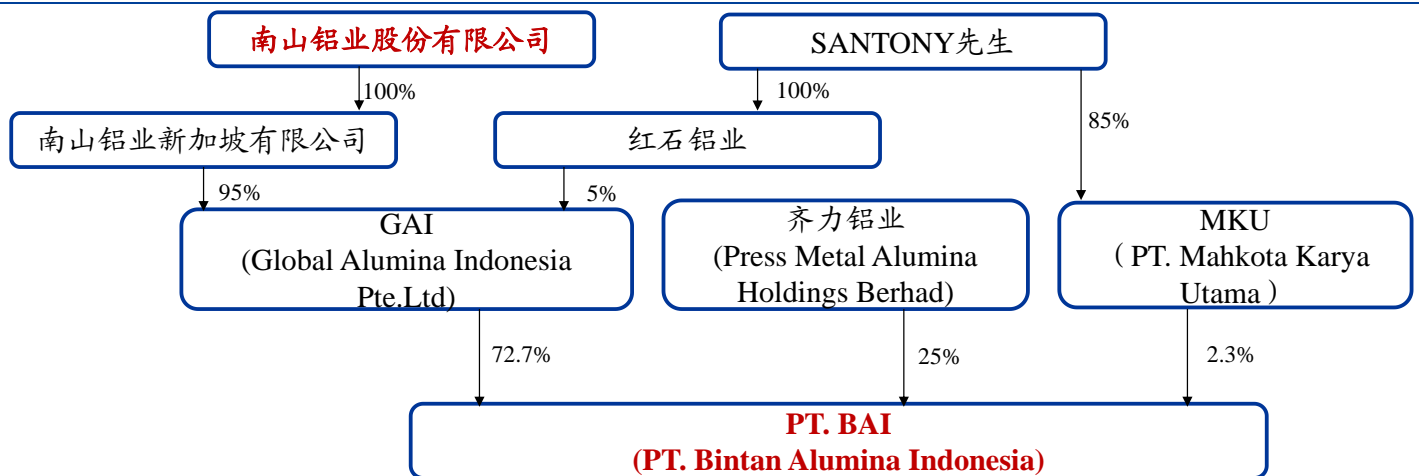 南山铝业股份有限公司
SANTONY先生
100%
100%
85%
南山铝业新加坡有限公司
红石铝业
95%
5%
GAI
(Global Alumina Indonesia
Pte.Ltd)
齐力铝业
(Press Metal Alumina
Holdings Berhad)
MKU
（PT. Mahkota Karya
Utama）
72.7%
25%
2.3%
PT. BAI
(PT. Bintan Alumina Indonesia)